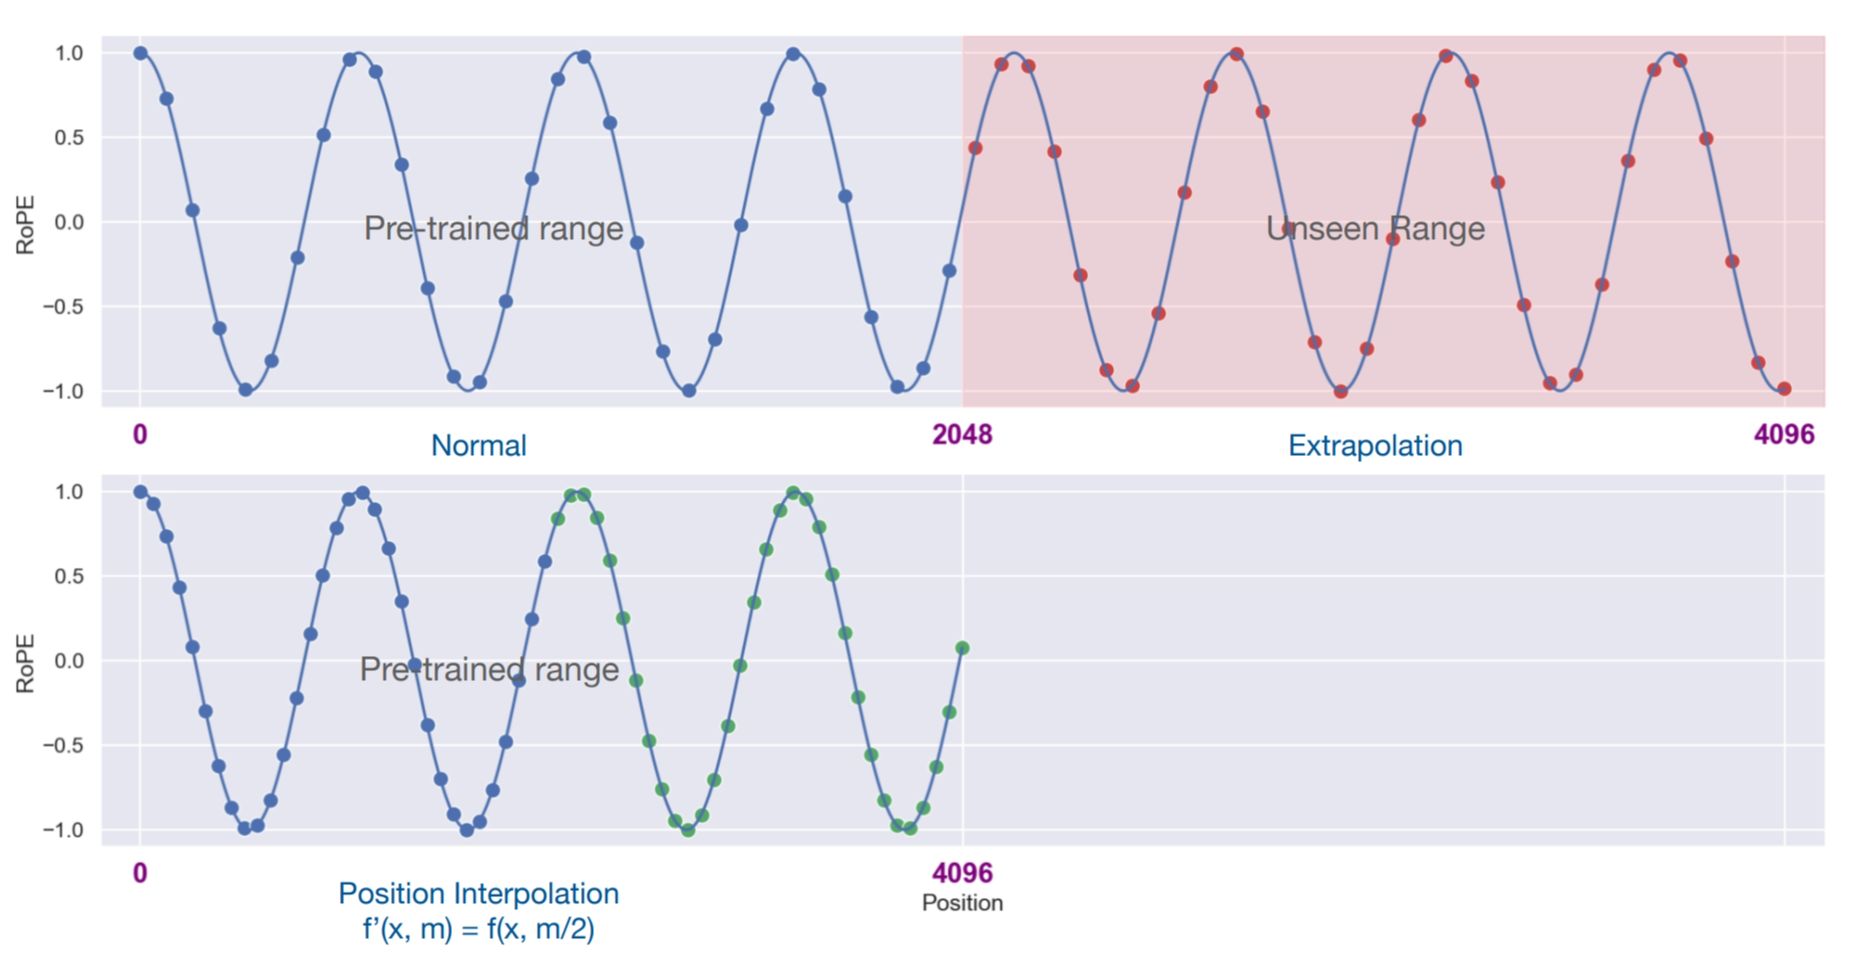 1.0
0.5
0.0
−0.5
−1.0
RoPE
Pre-trained range
Unseen Range
0
2048
4096
Normal
Extrapolation
1.0
0.5
0.0
−0.5
−1.0
RoPE
Pre-trained range
0
4096
Position
Position Interpolation
f’(x, m) = f(x, m/2)